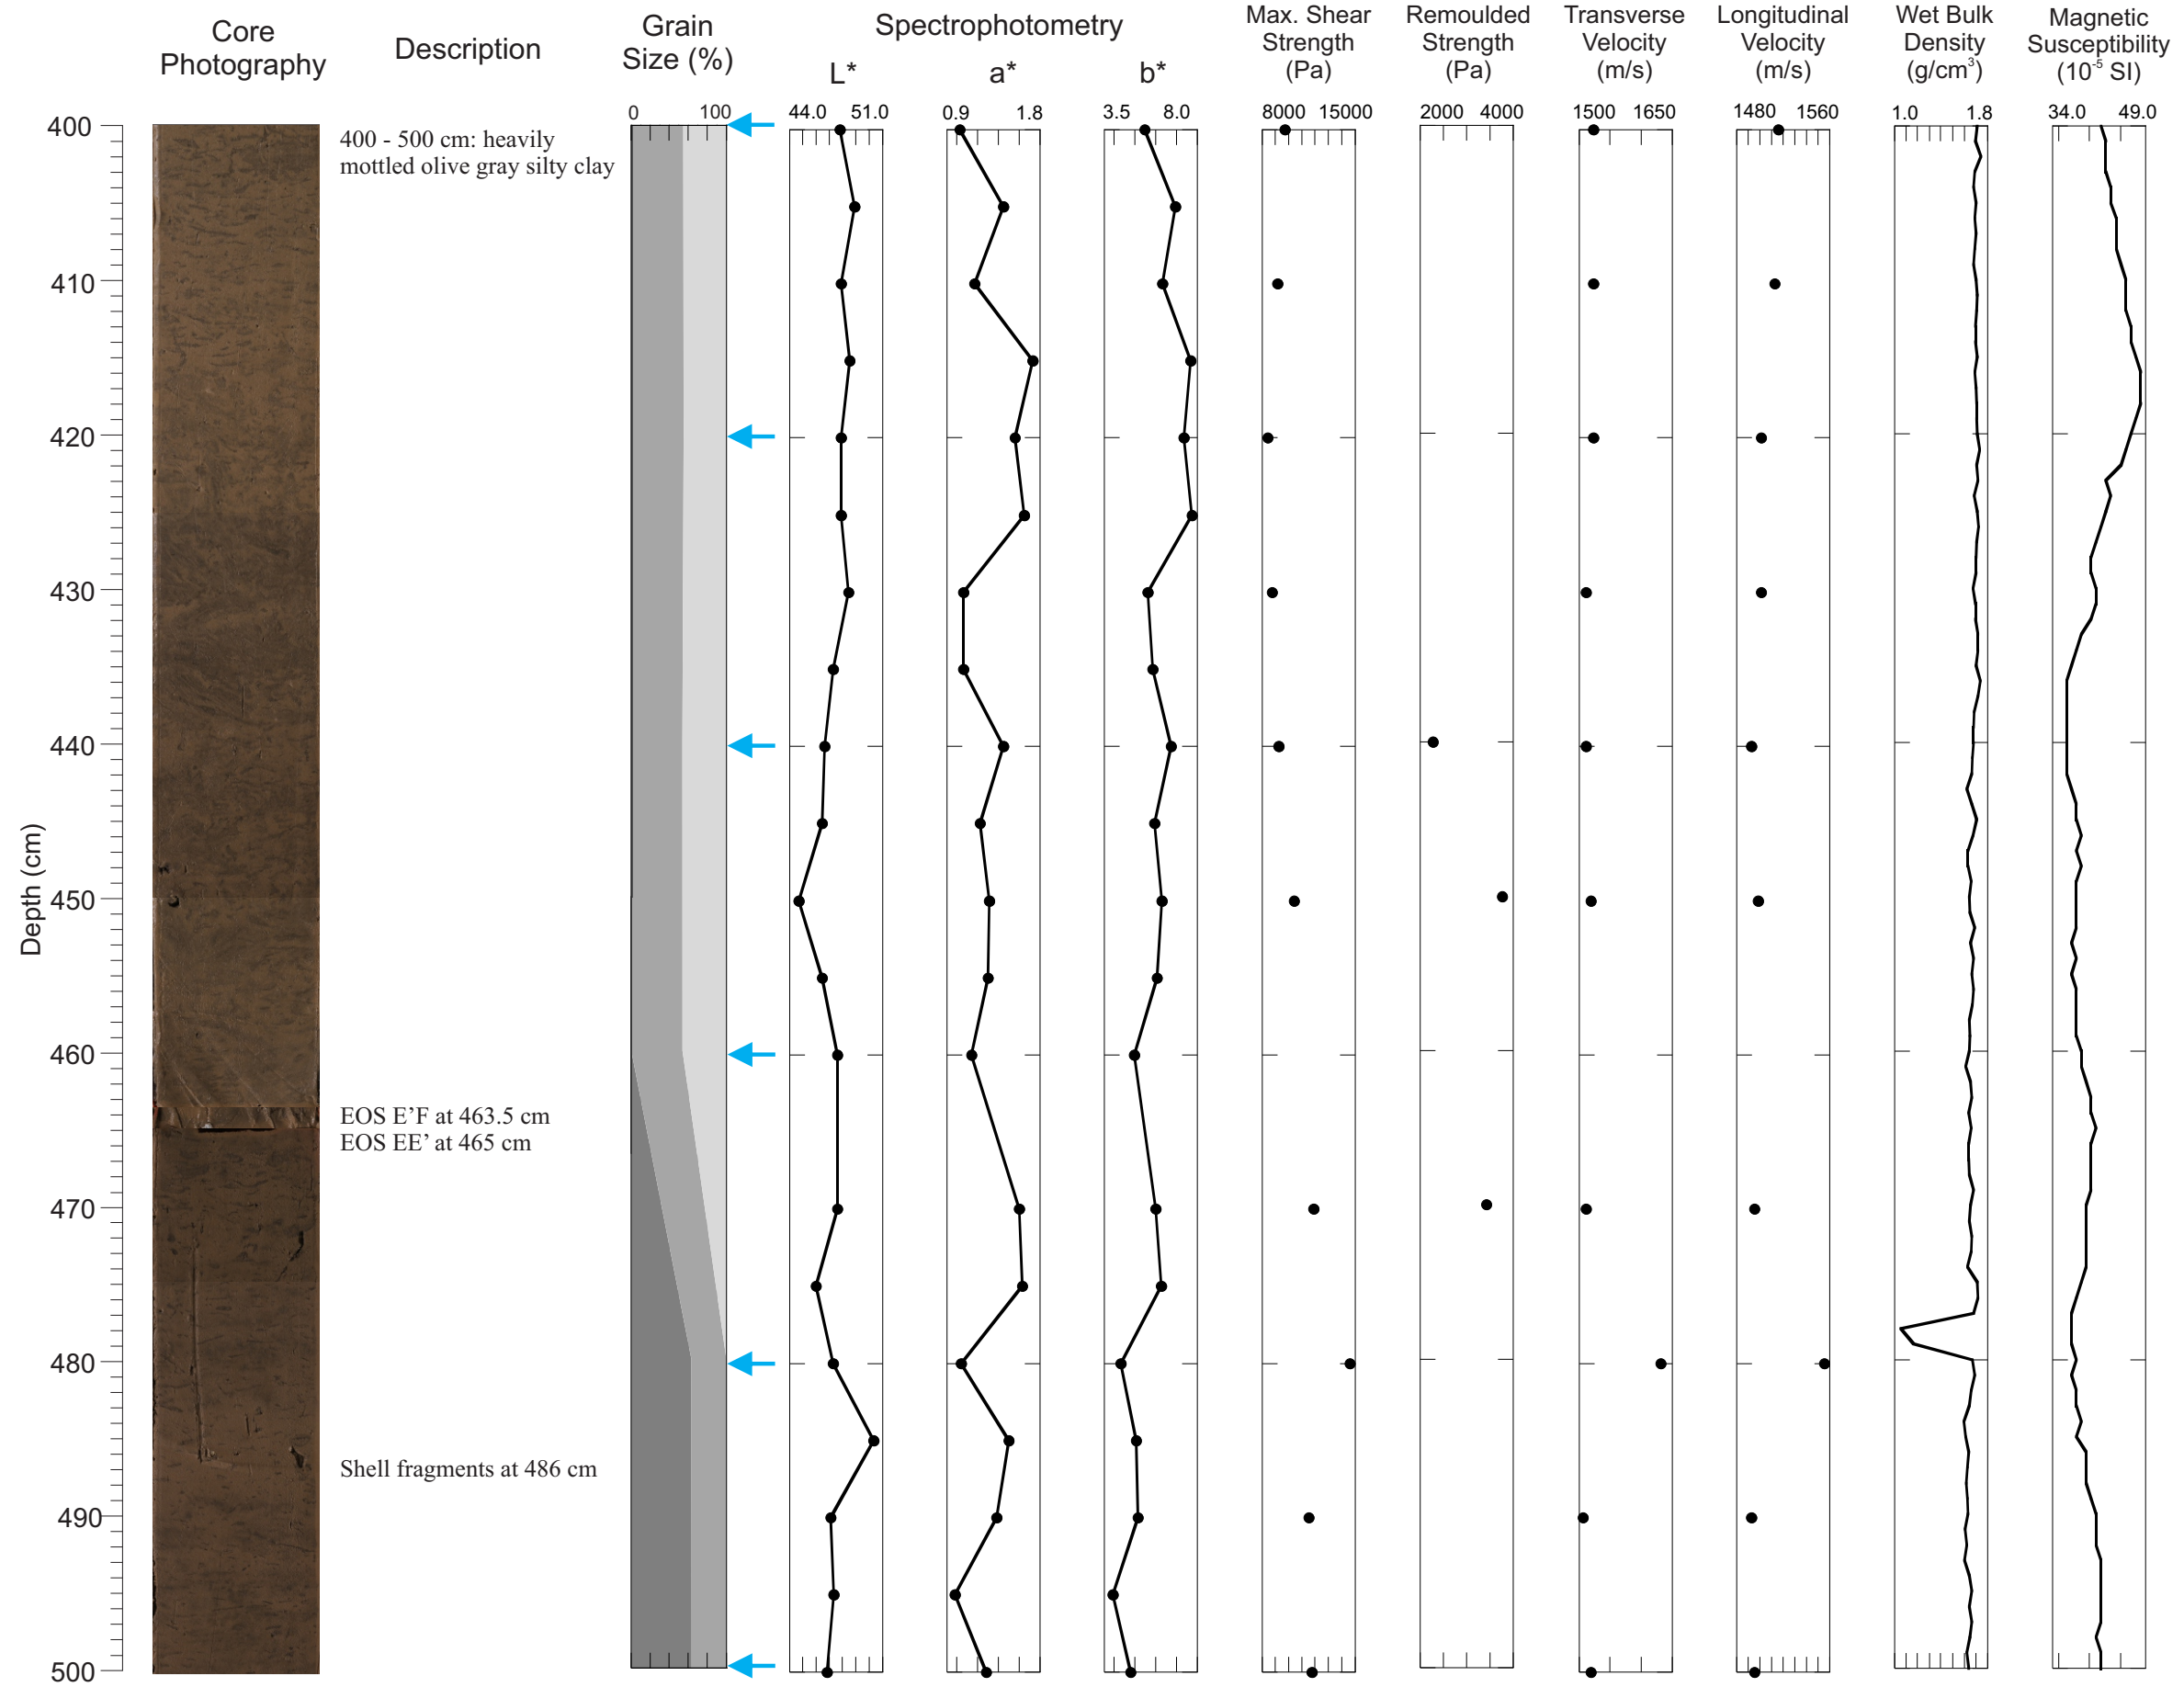 Core
Photography
Description
Grain
Size (%)
Spectrophotometry
L*
a*
b*
Max. Shear
Strength
(Pa)
Remoulded
Strength
(Pa)
Transverse
Velocity
(m/s)
Longitudinal
Velocity
(m/s)
Wet Bulk
Density
(g/cm³)
Magnetic
Susceptibility
(10⁻⁵ SI)
0 100
44.0 51.0
0.9 1.8
3.5 8.0
8000 15000
2000 4000
1500 1650
1480 1560
1.0 1.8
34.0 49.0
400
410
420
430
440
450
460
470
480
490
500
Depth (cm)
400 - 500 cm: heavily
mottled olive gray silty clay
EOS E’F at 463.5 cm
EOS EE’ at 465 cm
Shell fragments at 486 cm